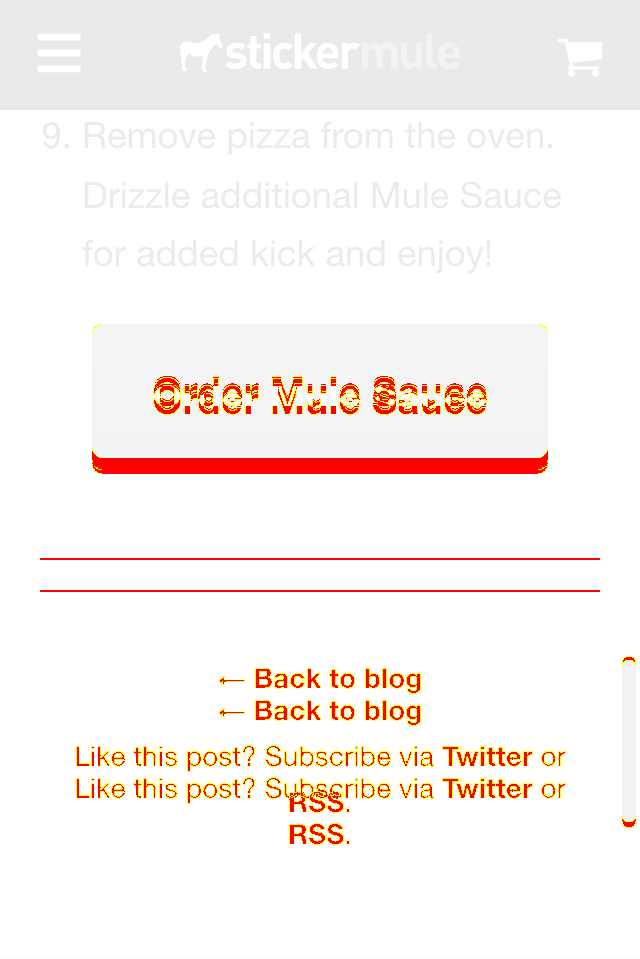 stickermule
9. Remove pizza from the oven.
Drizzle additional Mule Sauce
for added kick and enjoy!
Order Mule Sauce
← Back to blog
← Back to blog
Like this post? Subscribe via Twitter or
Like this post? Subscribe via Twitter or
RSS.
RSS.